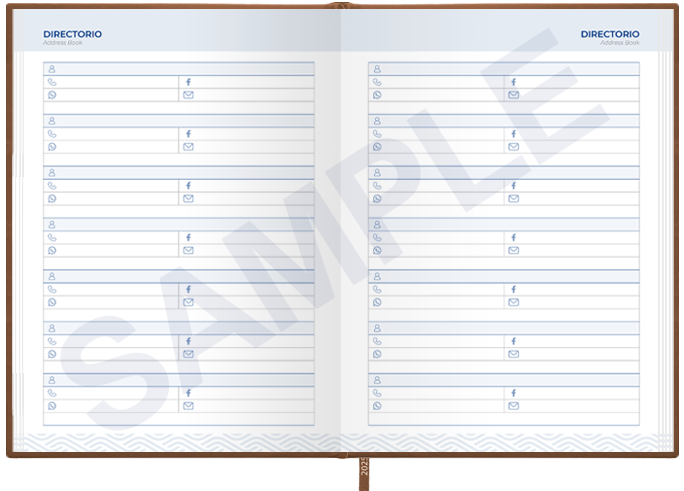 DIRECTORIO
Address Book
DIRECTORIO
Address Book
SAMPLE